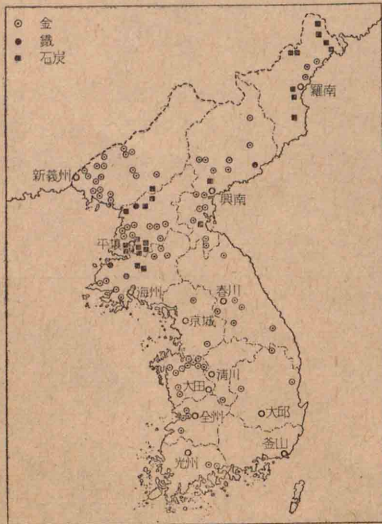 金
鐵
石炭
羅南
新義州
興南
平壤
海州
春川
京城
清川
大田
全州
大邱
光州
釜山